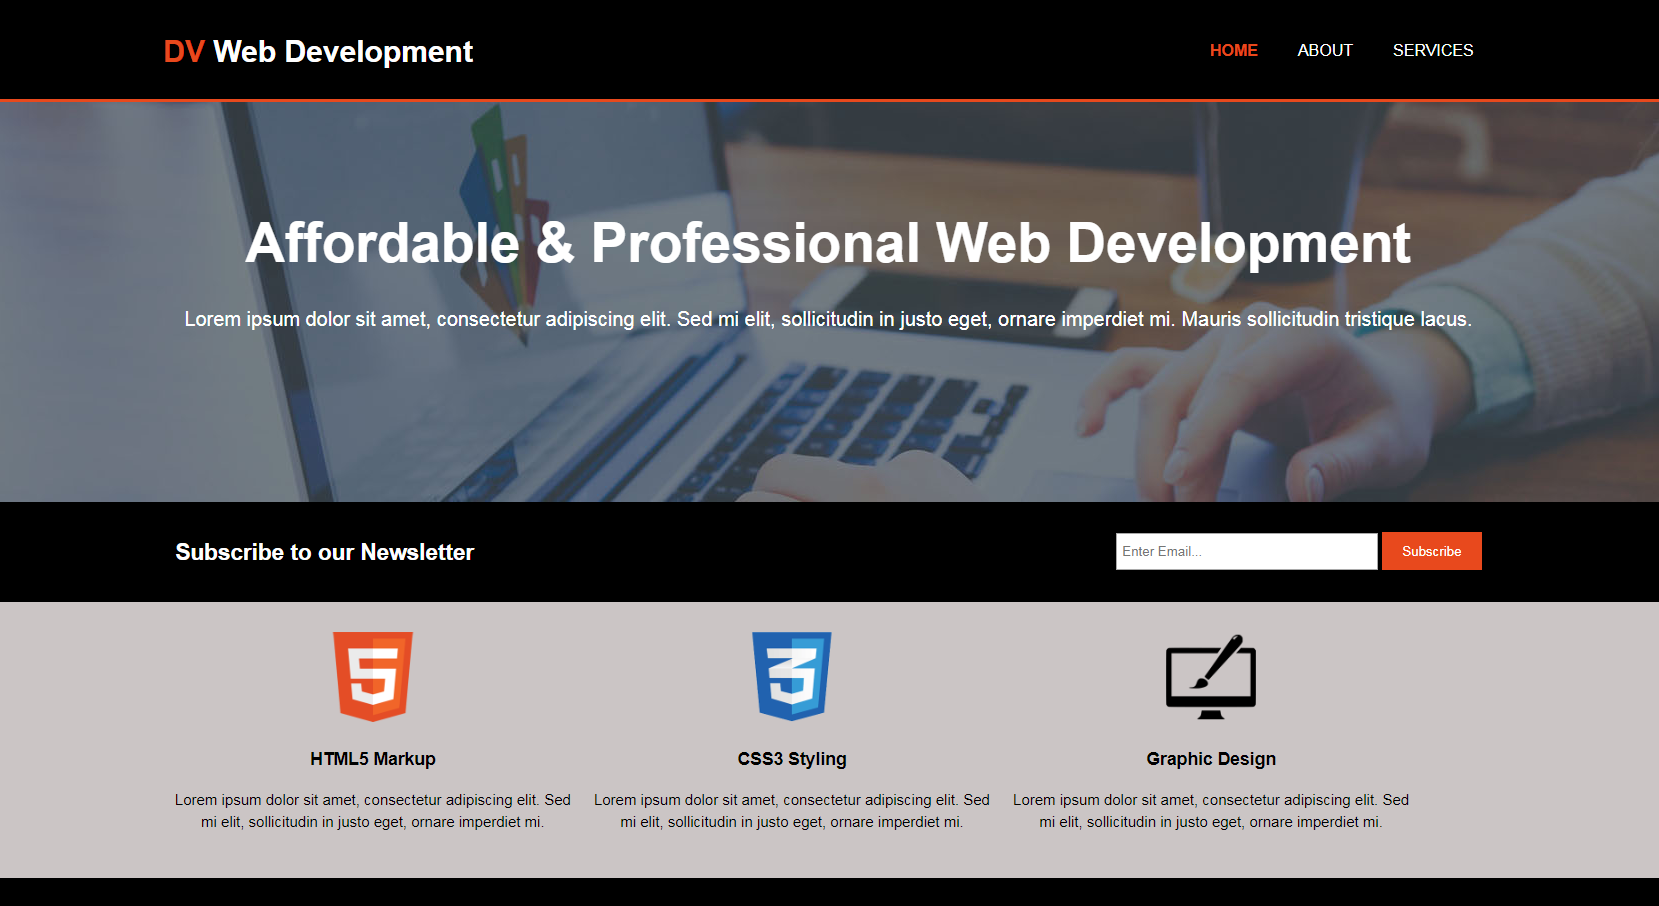 DV Web Development
HOME ABOUT SERVICES
Affordable & Professional Web Development
Lorem ipsum dolor sit amet, consectetur adipiscing elit. Sed mi elit, sollicitudin in justo eget, ornare imperdiet mi. Mauris sollicitudin tristique lacus.
Subscribe to our Newsletter
Enter Email...
Subscribe
HTML5 Markup
Lorem ipsum dolor sit amet, consectetur adipiscing elit. Sed
mi elit, sollicitudin in justo eget, ornare imperdiet mi.
CSS3 Styling
Lorem ipsum dolor sit amet, consectetur adipiscing elit. Sed
mi elit, sollicitudin in justo eget, ornare imperdiet mi.
Graphic Design
Lorem ipsum dolor sit amet, consectetur adipiscing elit. Sed
mi elit, sollicitudin in justo eget, ornare imperdiet mi.